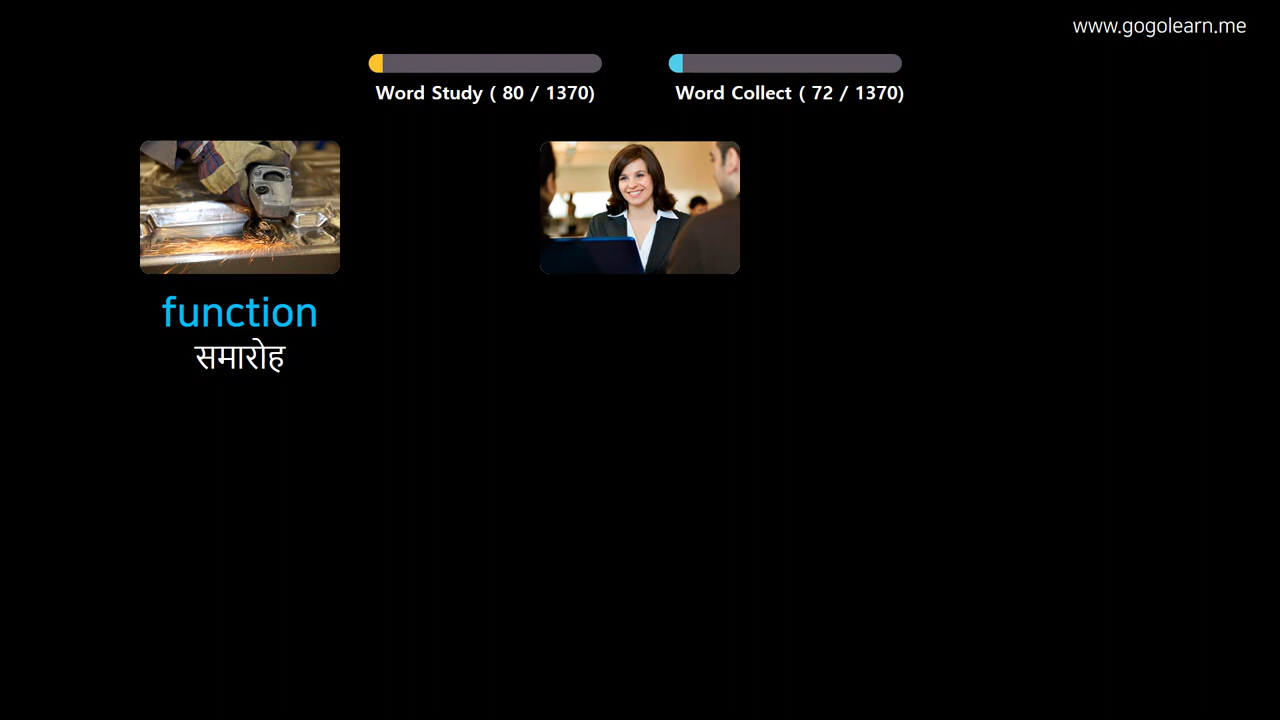 www.gogolearn.me
Word Study ( 80 / 1370)
Word Collect ( 72 / 1370)
function
समारोह